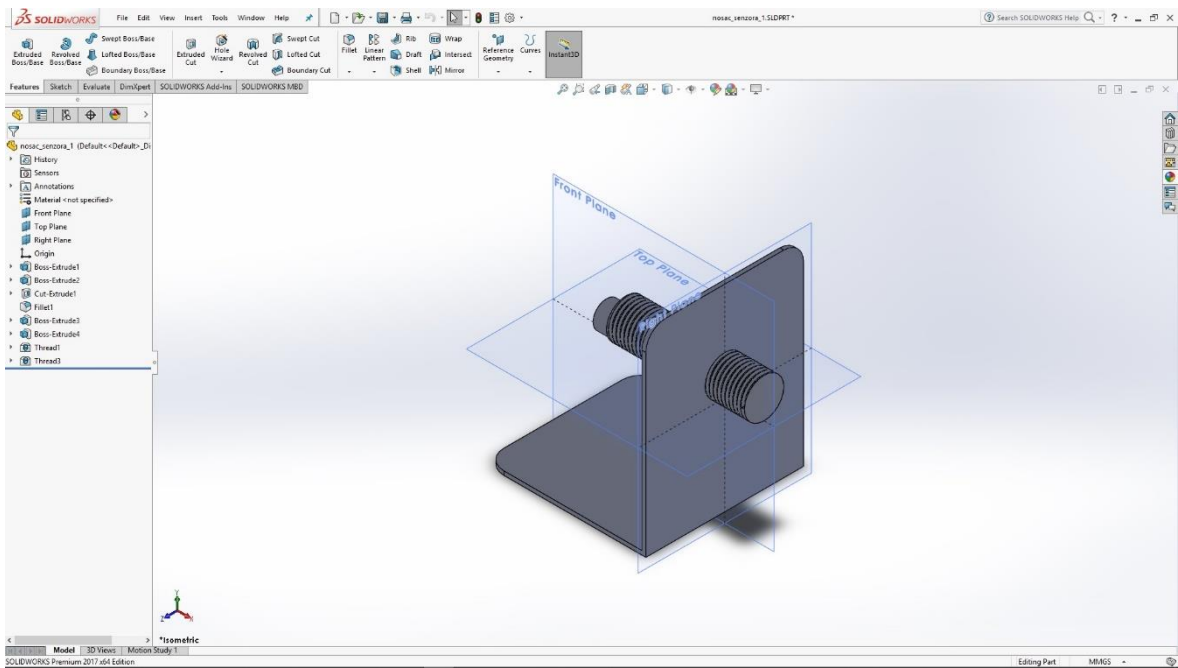 SOLIDWORKS File Edit View Insert Tools Window Help nosac_senzora_1.SLDPRT * Search SOLIDWORKS Help
Extruded Boss/Base
Revolved Boss/Base
Swept Boss/Base
Lofted Boss/Base
Boundary Boss/Base
Extruded Cut
Hole Wizard
Revolved Cut
Swept Cut
Lofted Cut
Boundary Cut
Fillet
Linear Pattern
Rib
Draft
Shell
Wrap
Intersect
Mirror
Reference Geometry
Curves
Instant3D
Features Sketch Evaluate DimXpert SOLIDWORKS Add-Ins SOLIDWORKS MBD
nosac_senzora_1 (Default<<Default>_Di
History
Sensors
Annotations
Material <not specified>
Front Plane
Top Plane
Right Plane
Origin
Boss-Extrude1
Boss-Extrude2
Cut-Extrude1
Fillet1
Boss-Extrude3
Boss-Extrude4
Thread1
Thread3
Front Plane
Top Plane
Right Plane
Y
Z
X
*Isometric
Model 3D Views Motion Study 1
SOLIDWORKS Premium 2017 x64 Edition Editing Part MMGS